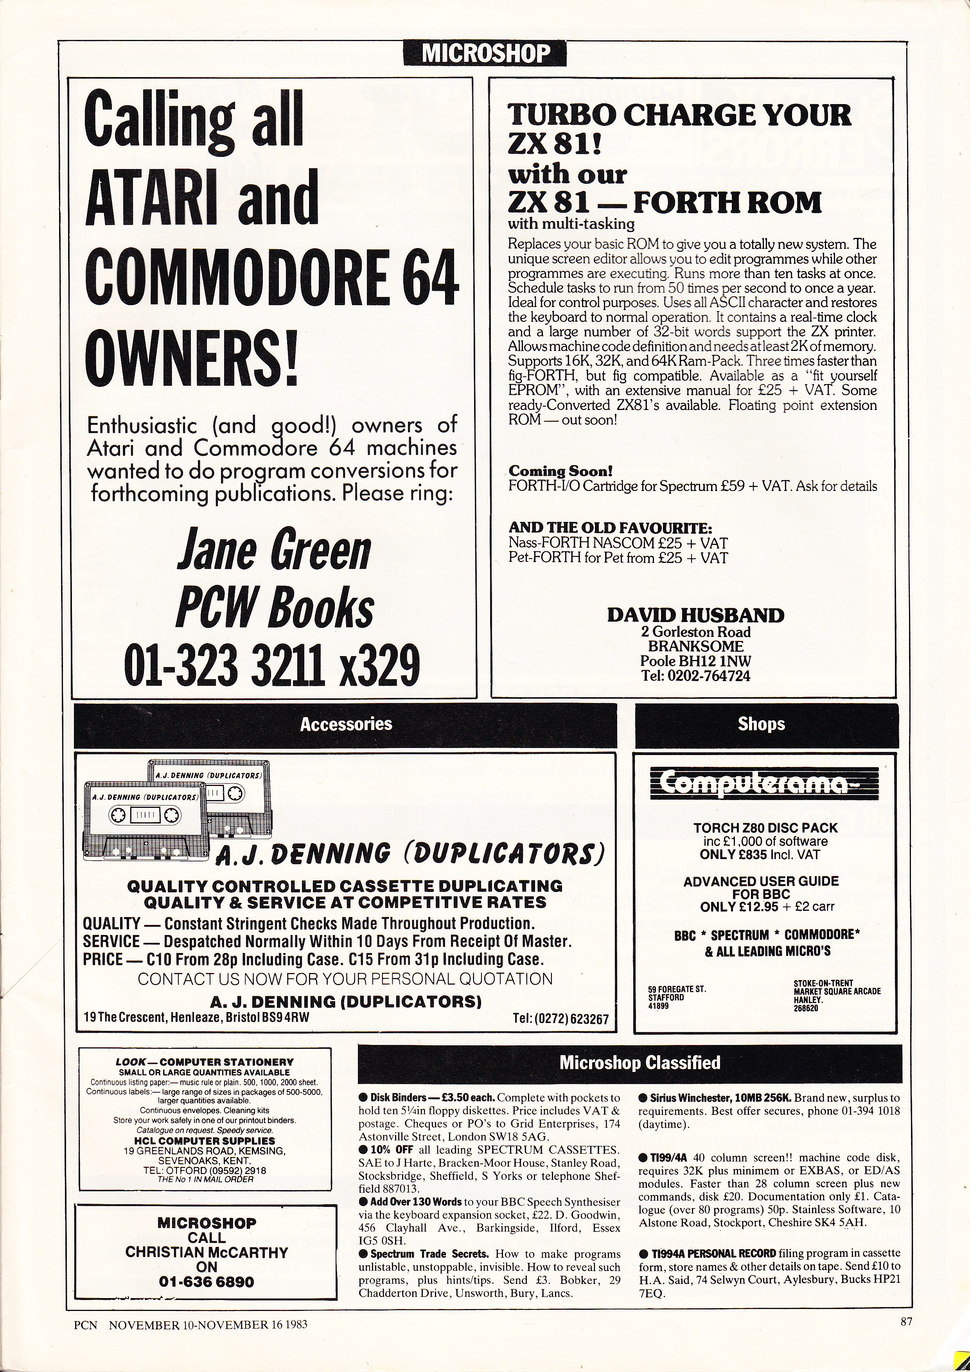 MICROSHOP
Calling all
ATARI and
COMMODORE 64
OWNERS!
Enthusiastic (and good!) owners of
Atari and Commodore 64 machines
wanted to do program conversions for
forthcoming publications. Please ring:
Jane Green
PCW Books
01-323 3211 x329
TURBO CHARGE YOUR
ZX 81!
with our
ZX 81 — FORTH ROM
with multi-tasking
Replaces your basic ROM to give you a totally new system. The
unique screen editor allows you to edit programmes while other
programmes are executing. Runs more than ten tasks at once.
Schedule tasks to run from 50 times per second to once a year.
Ideal for control purposes. Uses all ASCII character and restores
the keyboard to normal operation. It contains a real-time clock
and a large number of 32-bit words support the ZX printer.
Allows machine code definition and needs at least 2K of memory.
Supports 16K, 32K, and 64K Ram-Pack. Three times faster than
fig-FORTH, but fig compatible. Available as a "fit yourself
EPROM", with an extensive manual for £25 + VAT. Some
ready-Converted ZX81's available. Floating point extension
ROM — out soon!
Coming Soon!
FORTH-I/O Cartridge for Spectrum £59 + VAT. Ask for details
AND THE OLD FAVOURITE:
Nass-FORTH NASCOM £25 + VAT
Pet-FORTH for Pet from £25 + VAT
DAVID HUSBAND
2 Gorleston Road
BRANKSOME
Poole BH12 1NW
Tel: 0202-764724
Accessories
A.J. DENNING (DUPLICATORS)
A.J. DENNING (DUPLICATORS)
A.J. DENNING (DUPLICATORS)
QUALITY CONTROLLED CASSETTE DUPLICATING
QUALITY & SERVICE AT COMPETITIVE RATES
QUALITY — Constant Stringent Checks Made Throughout Production.
SERVICE — Despatched Normally Within 10 Days From Receipt Of Master.
PRICE — C10 From 28p Including Case. C15 From 31p Including Case.
CONTACT US NOW FOR YOUR PERSONAL QUOTATION
A. J. DENNING (DUPLICATORS)
19 The Crescent, Henleaze, Bristol BS9 4RW Tel: (0272) 623267
Shops
Computerama
TORCH Z80 DISC PACK
inc £1,000 of software
ONLY £835 Incl. VAT
ADVANCED USER GUIDE
FOR BBC
ONLY £12.95 + £2 carr
BBC * SPECTRUM * COMMODORE*
& ALL LEADING MICRO'S
59 FOREGATE ST.
STAFFORD
41899
STOKE-ON-TRENT
MARKET SQUARE ARCADE
HANLEY.
268620
LOOK — COMPUTER STATIONERY
SMALL OR LARGE QUANTITIES AVAILABLE
Continuous listing paper:— music rule or plain. 500, 1000, 2000 sheet.
Continuous labels:— large range of sizes in packages of 500-5000,
larger quantities available.
Continuous envelopes. Cleaning kits
Store your work safely in one of our printout binders.
Catalogue on request. Speedy service.
HCL COMPUTER SUPPLIES
19 GREENLANDS ROAD, KEMSING,
SEVENOAKS, KENT.
TEL: OTFORD (09592) 2918
THE No 1 IN MAIL ORDER
MICROSHOP
CALL
CHRISTIAN McCARTHY
ON
01-636 6890
Microshop Classified
● Disk Binders — £3.50 each. Complete with pockets to
hold ten 5¼in floppy diskettes. Price includes VAT &
postage. Cheques or PO's to Grid Enterprises, 174
Astonville Street, London SW18 5AG.
● 10% OFF all leading SPECTRUM CASSETTES.
SAE to J Harte, Bracken-Moor House, Stanley Road,
Stocksbridge, Sheffield, S Yorks or telephone Shef-
field 887013.
● Add Over 130 Words to your BBC Speech Synthesiser
via the keyboard expansion socket, £22. D. Goodwin,
456 Clayhall Ave., Barkingside, Ilford, Essex
IG5 0SH.
● Spectrum Trade Secrets. How to make programs
unlistable, unstoppable, invisible. How to reveal such
programs, plus hints/tips. Send £3. Bobker, 29
Chadderton Drive, Unsworth, Bury, Lancs.
● Sirius Winchester, 10MB 256K. Brand new, surplus to
requirements. Best offer secures, phone 01-394 1018
(daytime).
● TI99/4A 40 column screen!! machine code disk,
requires 32K plus minimem or EXBAS, or ED/AS
modules. Faster than 28 column screen plus new
commands, disk £20. Documentation only £1. Cata-
logue (over 80 programs) 50p. Stainless Software, 10
Alstone Road, Stockport, Cheshire SK4 5AH.
● TI994A PERSONAL RECORD filing program in cassette
form, store names & other details on tape. Send £10 to
H.A. Said, 74 Selwyn Court, Aylesbury, Bucks HP21
7EQ.
PCN NOVEMBER 10-NOVEMBER 16 1983
87